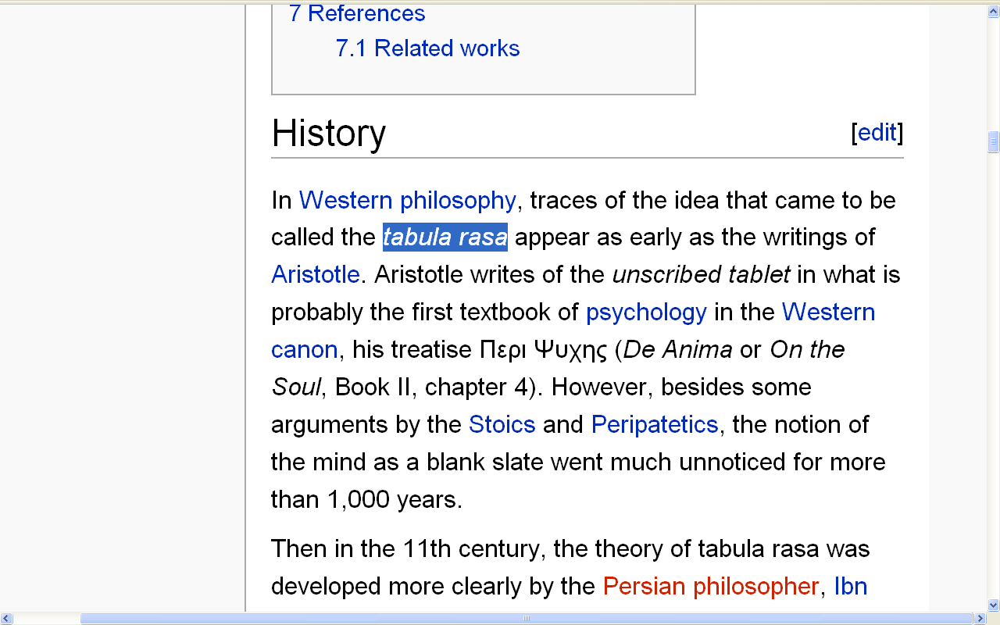 7 References
7.1 Related works
History
[edit]
In Western philosophy, traces of the idea that came to be
called the tabula rasa appear as early as the writings of
Aristotle. Aristotle writes of the unscribed tablet in what is
probably the first textbook of psychology in the Western
canon, his treatise Περι Ψυχης (De Anima or On the
Soul, Book II, chapter 4). However, besides some
arguments by the Stoics and Peripatetics, the notion of
the mind as a blank slate went much unnoticed for more
than 1,000 years.
Then in the 11th century, the theory of tabula rasa was
developed more clearly by the Persian philosopher, Ibn